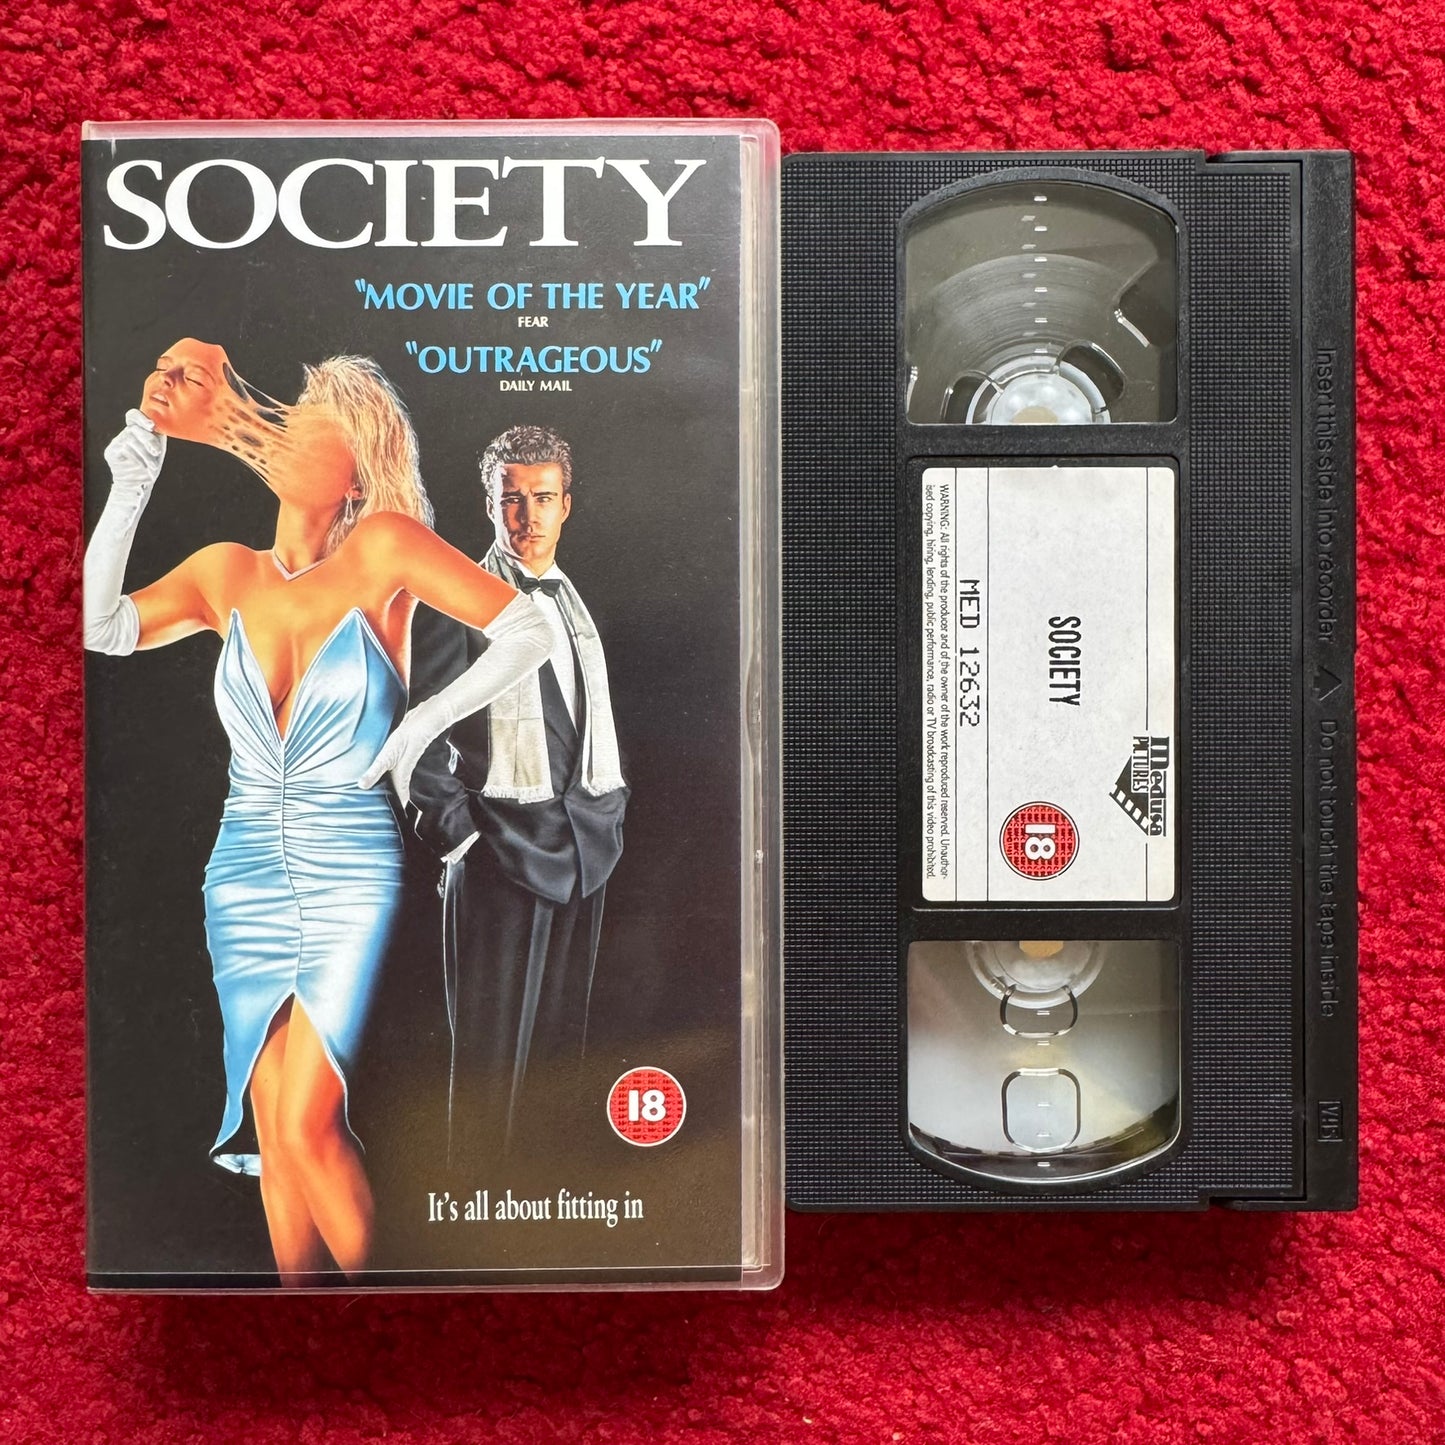 SOCIETY
"MOVIE OF THE YEAR"
FEAR
"OUTRAGEOUS"
DAILY MAIL
18
It's all about fitting in
SOCIETY
Medusa
PICTURES
18
MED 12632
WARNING: All rights of the producer and of the owner of the work reproduced reserved. Unauthor-
ised copying, hiring, lending, public performance, radio or TV broadcasting of this video prohibited.
Insert this side into recorder ▲ Do not touch the tape inside
VHS